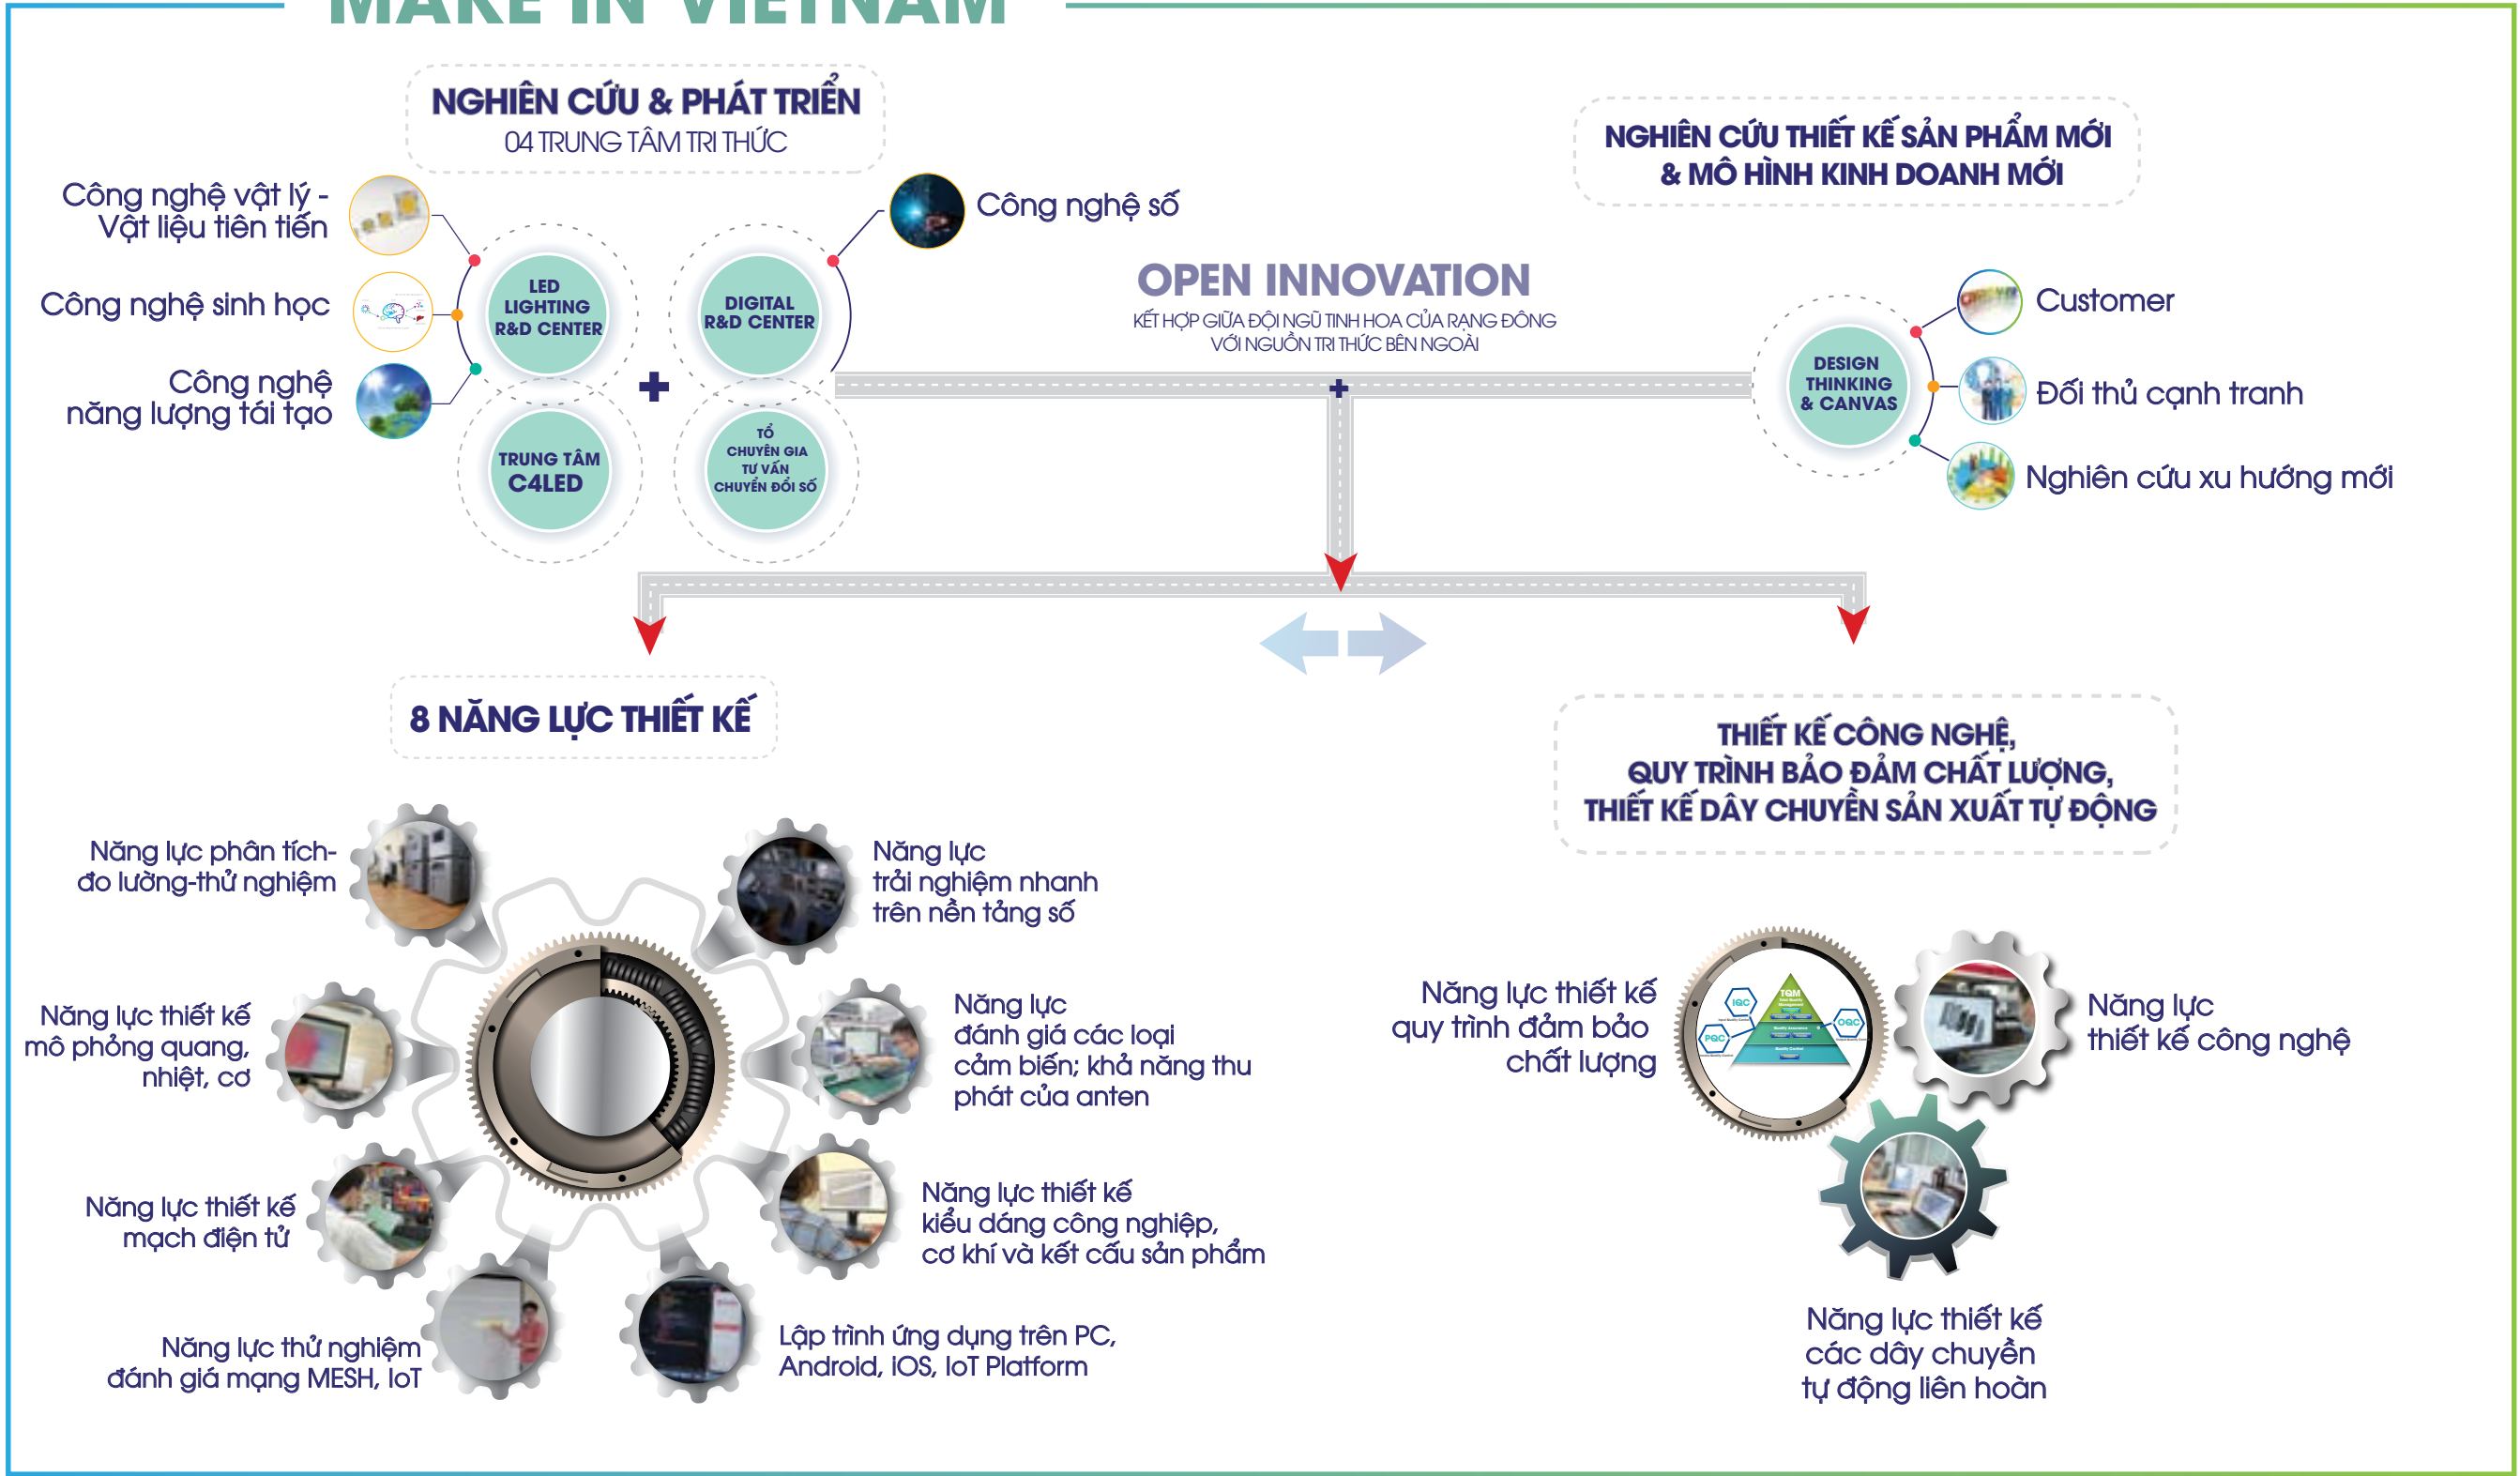 MAKE IN VIETNAM
NGHIÊN CỨU & PHÁT TRIỂN
04 TRUNG TÂM TRI THỨC
Công nghệ vật lý -
Vật liệu tiên tiến
Công nghệ sinh học
Công nghệ
năng lượng tái tạo
LED
LIGHTING
R&D CENTER
DIGITAL
R&D CENTER
TRUNG TÂM
C4LED
TỔ
CHUYÊN GIA
TƯ VẤN
CHUYỂN ĐỔI SỐ
Công nghệ số
OPEN INNOVATION
KẾT HỢP GIỮA ĐỘI NGŨ TINH HOA CỦA RẠNG ĐÔNG
VỚI NGUỒN TRI THỨC BÊN NGOÀI
NGHIÊN CỨU THIẾT KẾ SẢN PHẨM MỚI
& MÔ HÌNH KINH DOANH MỚI
DESIGN
THINKING
& CANVAS
Customer
Đối thủ cạnh tranh
Nghiên cứu xu hướng mới
8 NĂNG LỰC THIẾT KẾ
Năng lực phân tích-
đo lường-thử nghiệm
Năng lực thiết kế
mô phỏng quang,
nhiệt, cơ
Năng lực thiết kế
mạch điện tử
Năng lực thử nghiệm
đánh giá mạng MESH, IoT
Năng lực
trải nghiệm nhanh
trên nền tảng số
Năng lực
đánh giá các loại
cảm biến; khả năng thu
phát của anten
Năng lực thiết kế
kiểu dáng công nghiệp,
cơ khí và kết cấu sản phẩm
Lập trình ứng dụng trên PC,
Android, iOS, IoT Platform
THIẾT KẾ CÔNG NGHỆ,
QUY TRÌNH BẢO ĐẢM CHẤT LƯỢNG,
THIẾT KẾ DÂY CHUYỀN SẢN XUẤT TỰ ĐỘNG
Năng lực thiết kế
quy trình đảm bảo
chất lượng
TQM
Total Quality
Management
IQC
PQC
OQC
Quality Assurance
Quality Control
Năng lực
thiết kế công nghệ
Năng lực thiết kế
các dây chuyền
tự động liên hoàn